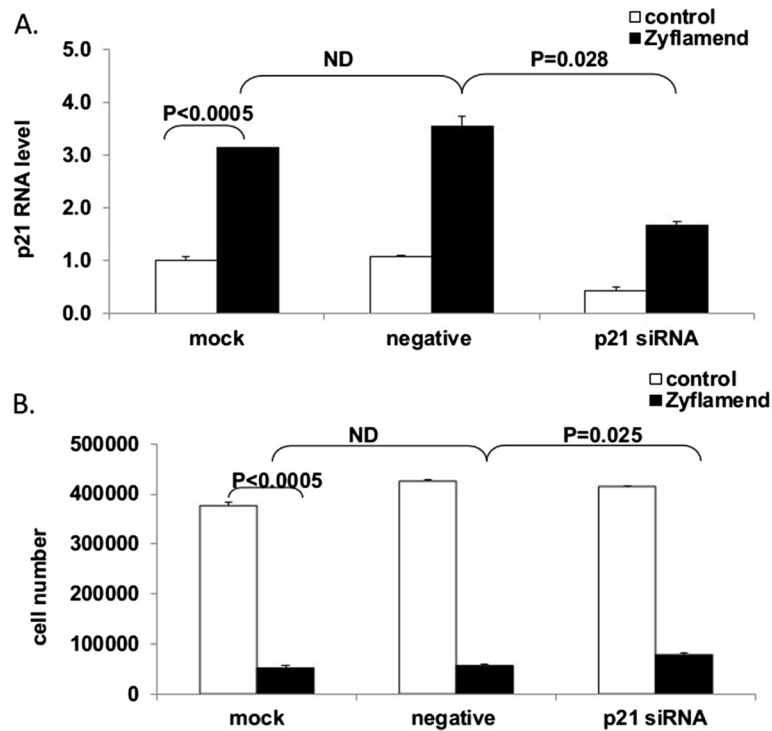 A.
control
Zyflamend
5.0
4.0
3.0
2.0
1.0
0.0
p21 RNA level
ND
P=0.028
P<0.0005
mock negative p21 siRNA
B.
control
Zyflamend
500000
400000
300000
200000
100000
0
cell number
ND
P=0.025
P<0.0005
mock negative p21 siRNA